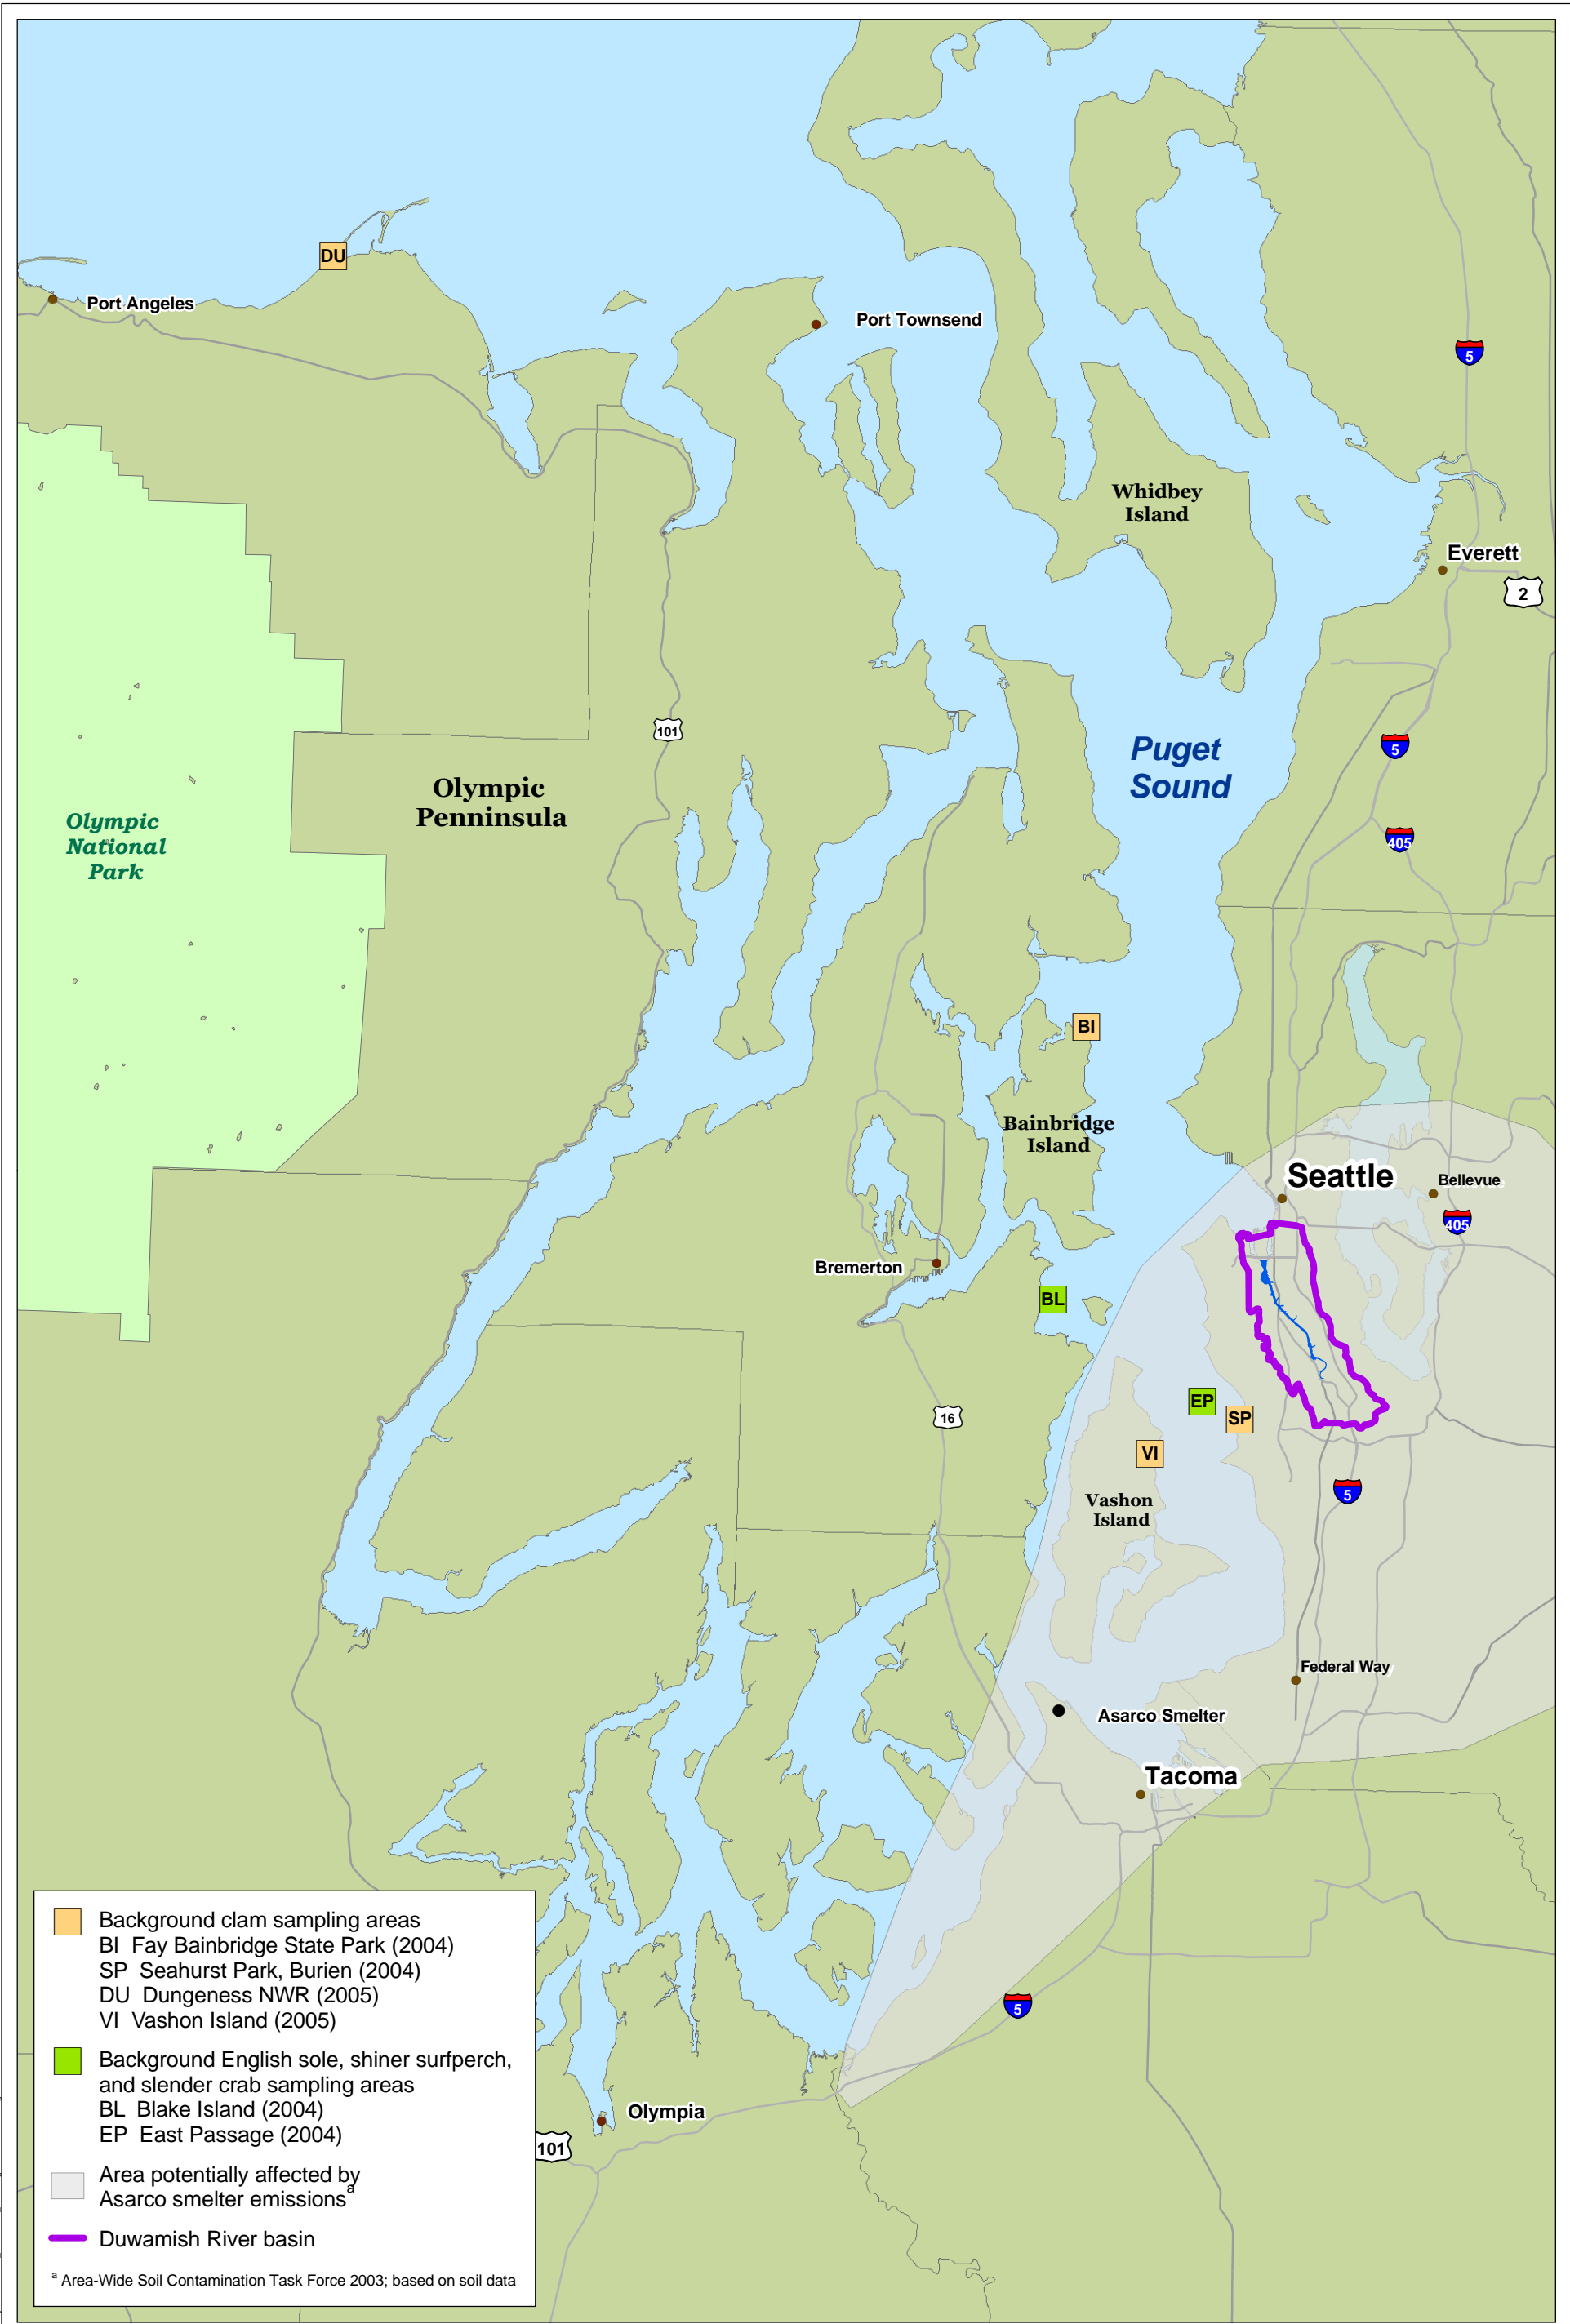 DU
Port Angeles
Port Townsend
5
Whidbey
Island
Everett
2
101
Puget
Sound
5
Olympic
Penninsula
405
Olympic
National
Park
BI
Bainbridge
Island
Seattle
Bellevue
405
Bremerton
BL
EP
SP
16
VI
5
Vashon
Island
Federal Way
Asarco Smelter
Tacoma
5
Olympia
101
Background clam sampling areas
BI Fay Bainbridge State Park (2004)
SP Seahurst Park, Burien (2004)
DU Dungeness NWR (2005)
VI Vashon Island (2005)
Background English sole, shiner surfperch,
and slender crab sampling areas
BL Blake Island (2004)
EP East Passage (2004)
Area potentially affected by
Asarco smelter emissions a
Duwamish River basin
a Area-Wide Soil Contamination Task Force 2003; based on soil data